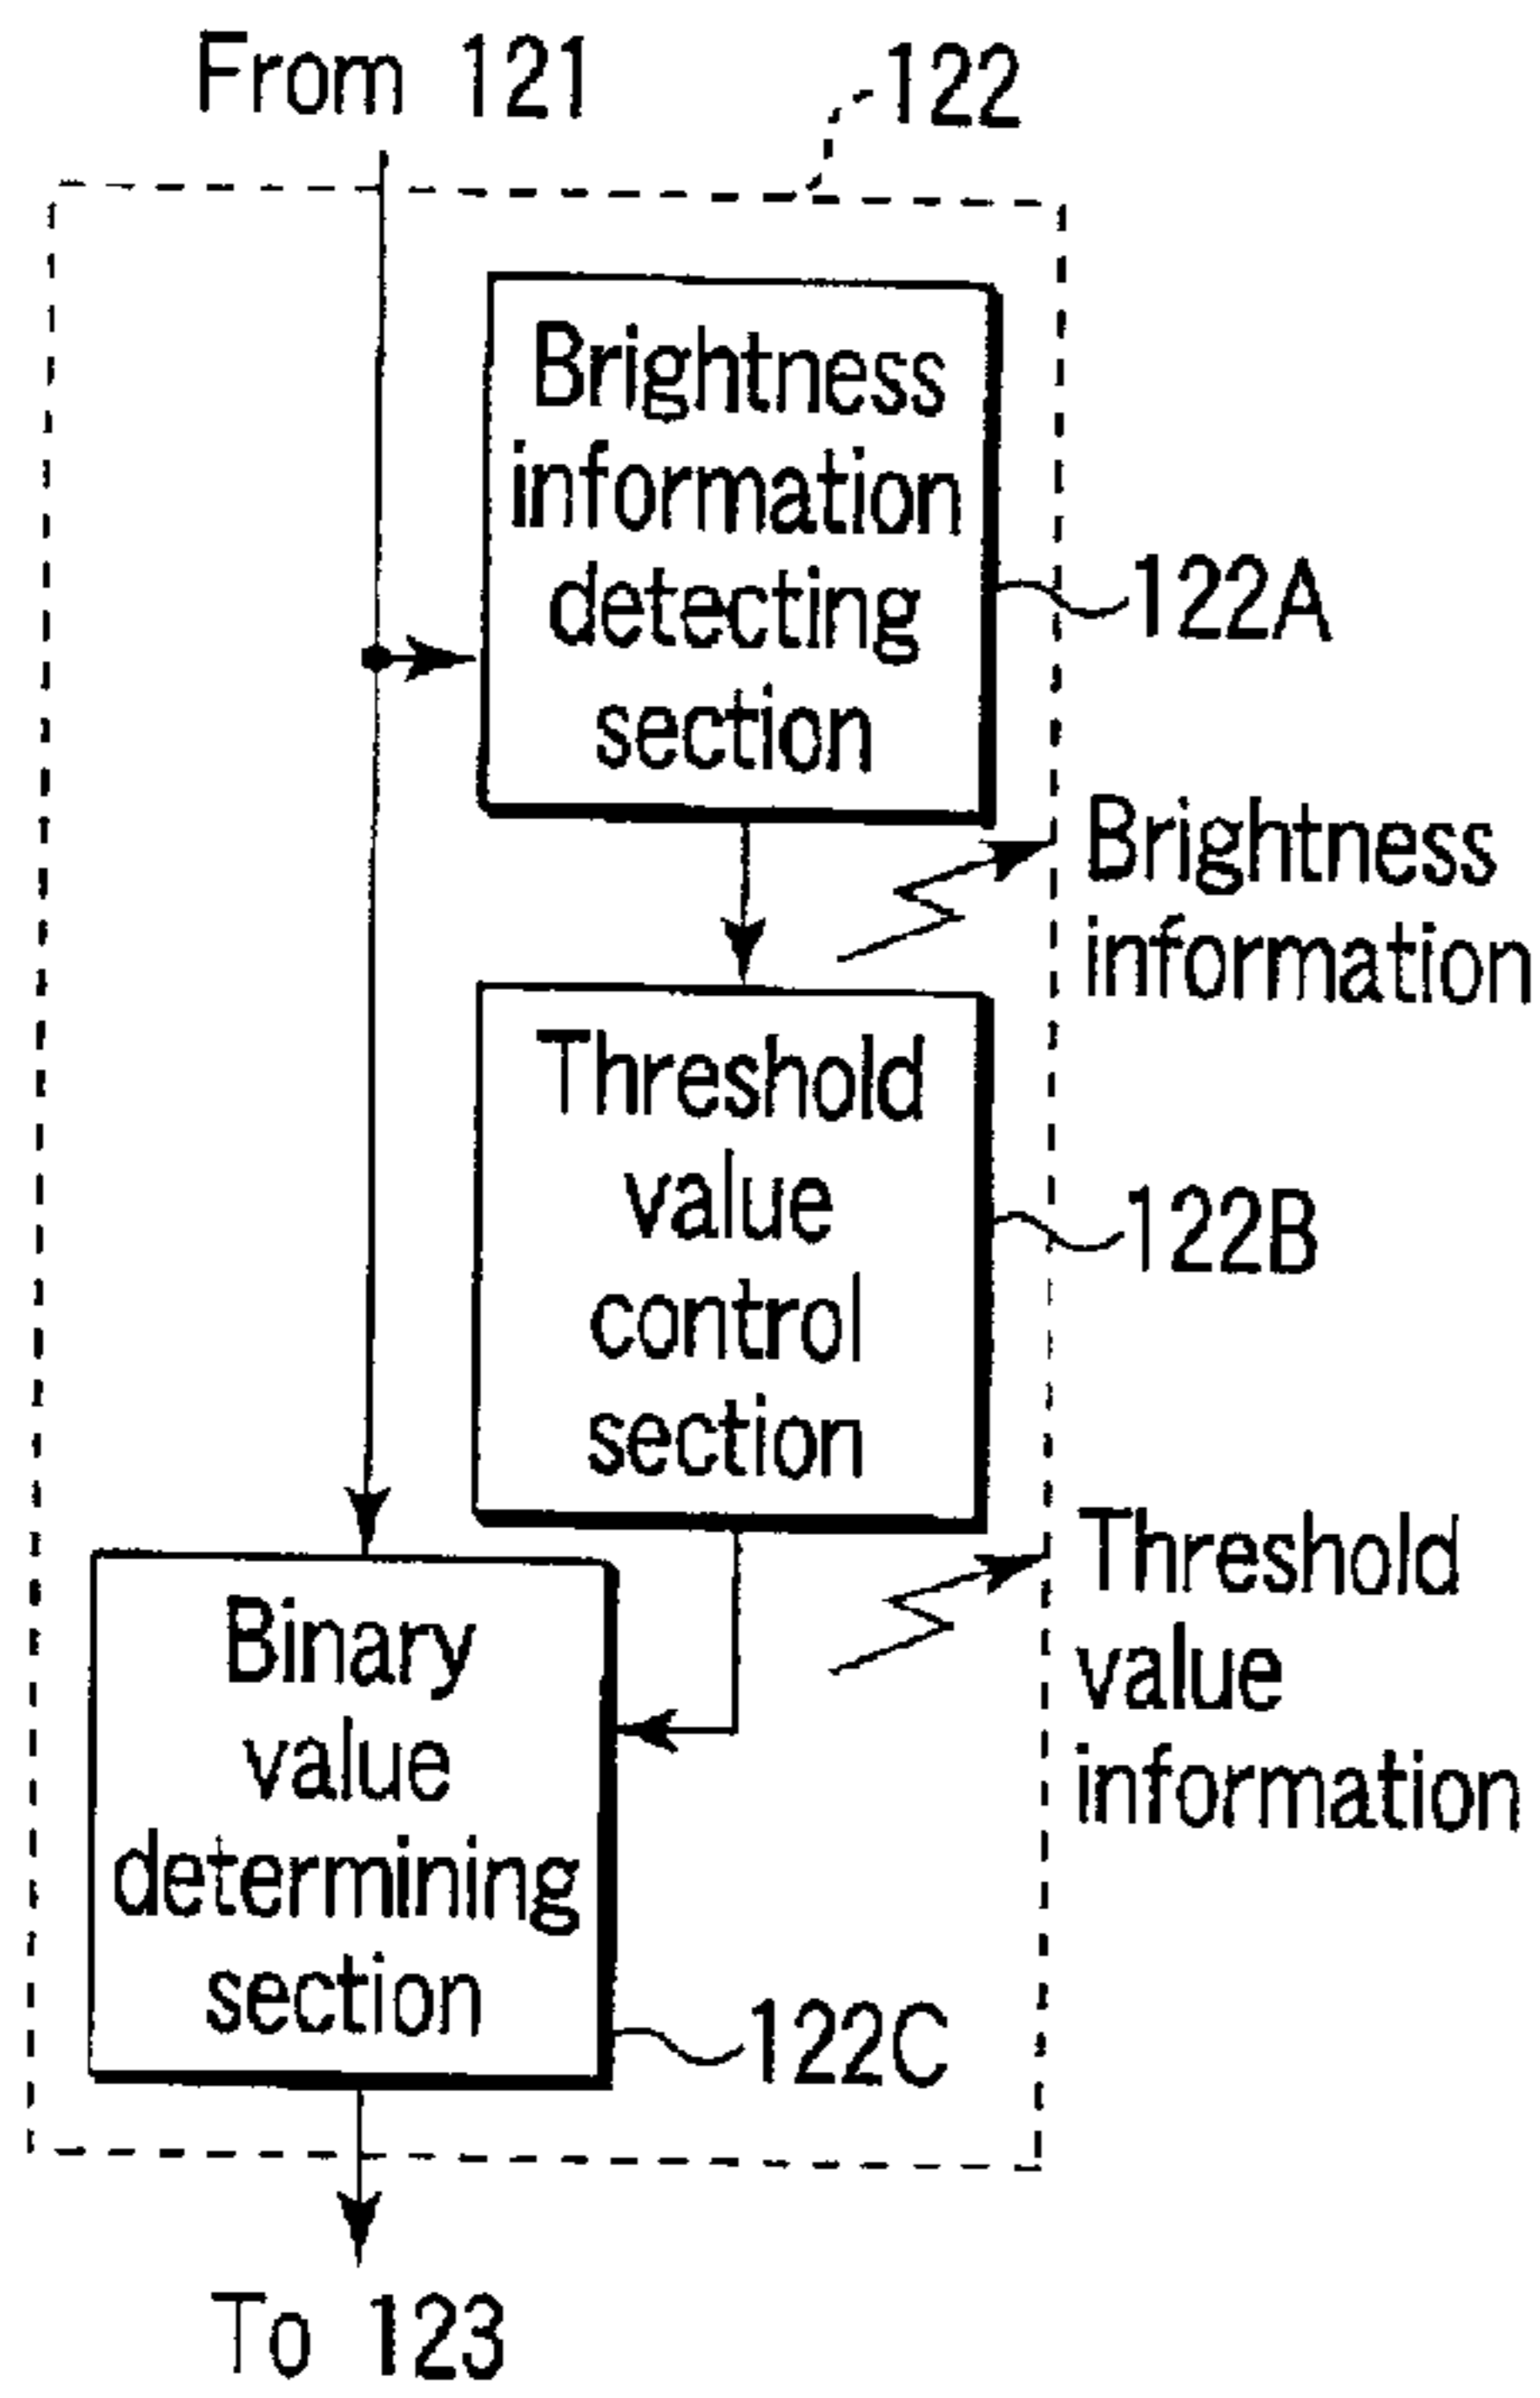 From 121
122
Brightness
information
detecting
section
122A
Brightness
information
Threshold
value
control
section
122B
Threshold
value
information
Binary
value
determining
section
122C
To 123